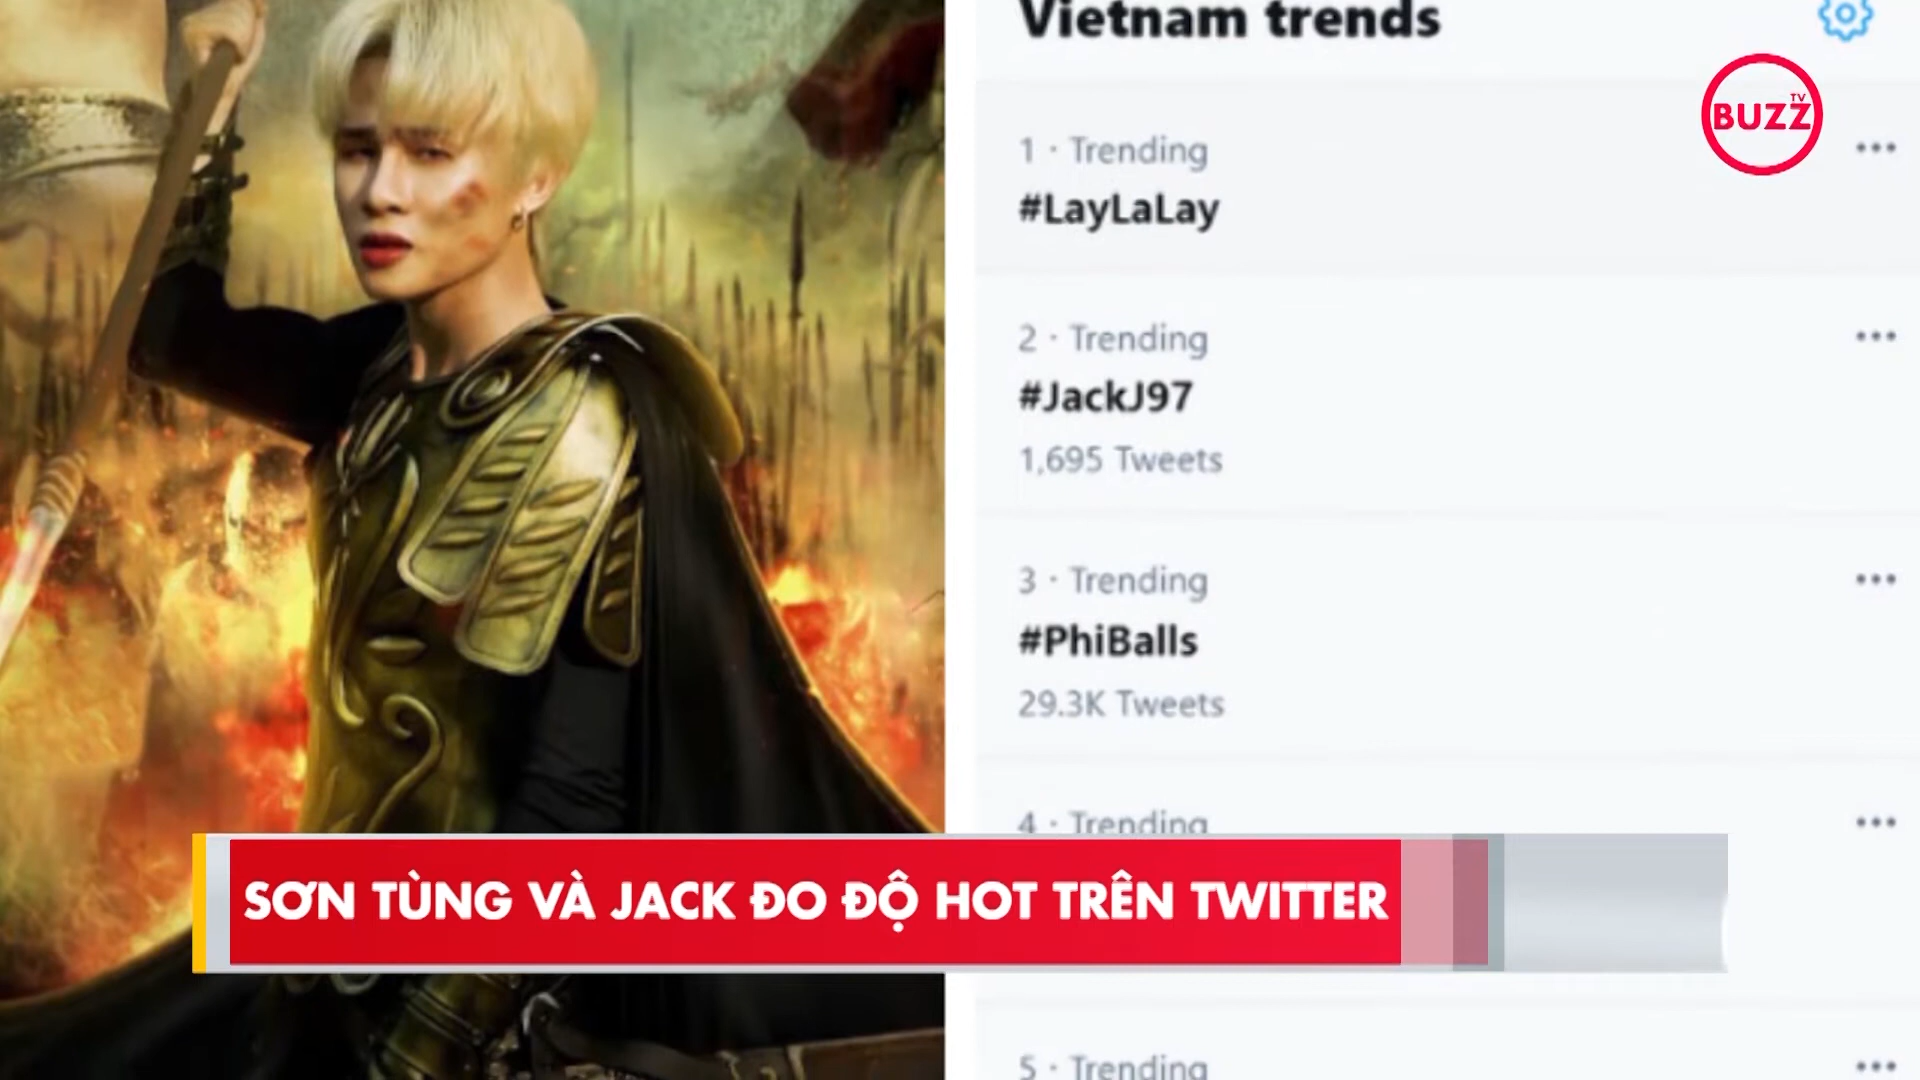 Vietnam trends
TV
BUZZ
1 · Trending
#LayLaLay
2 · Trending
#JackJ97
1,695 Tweets
3 · Trending
#PhiBalls
29.3K Tweets
4 · Trending
SƠN TÙNG VÀ JACK ĐO ĐỘ HOT TRÊN TWITTER
5 · Trending